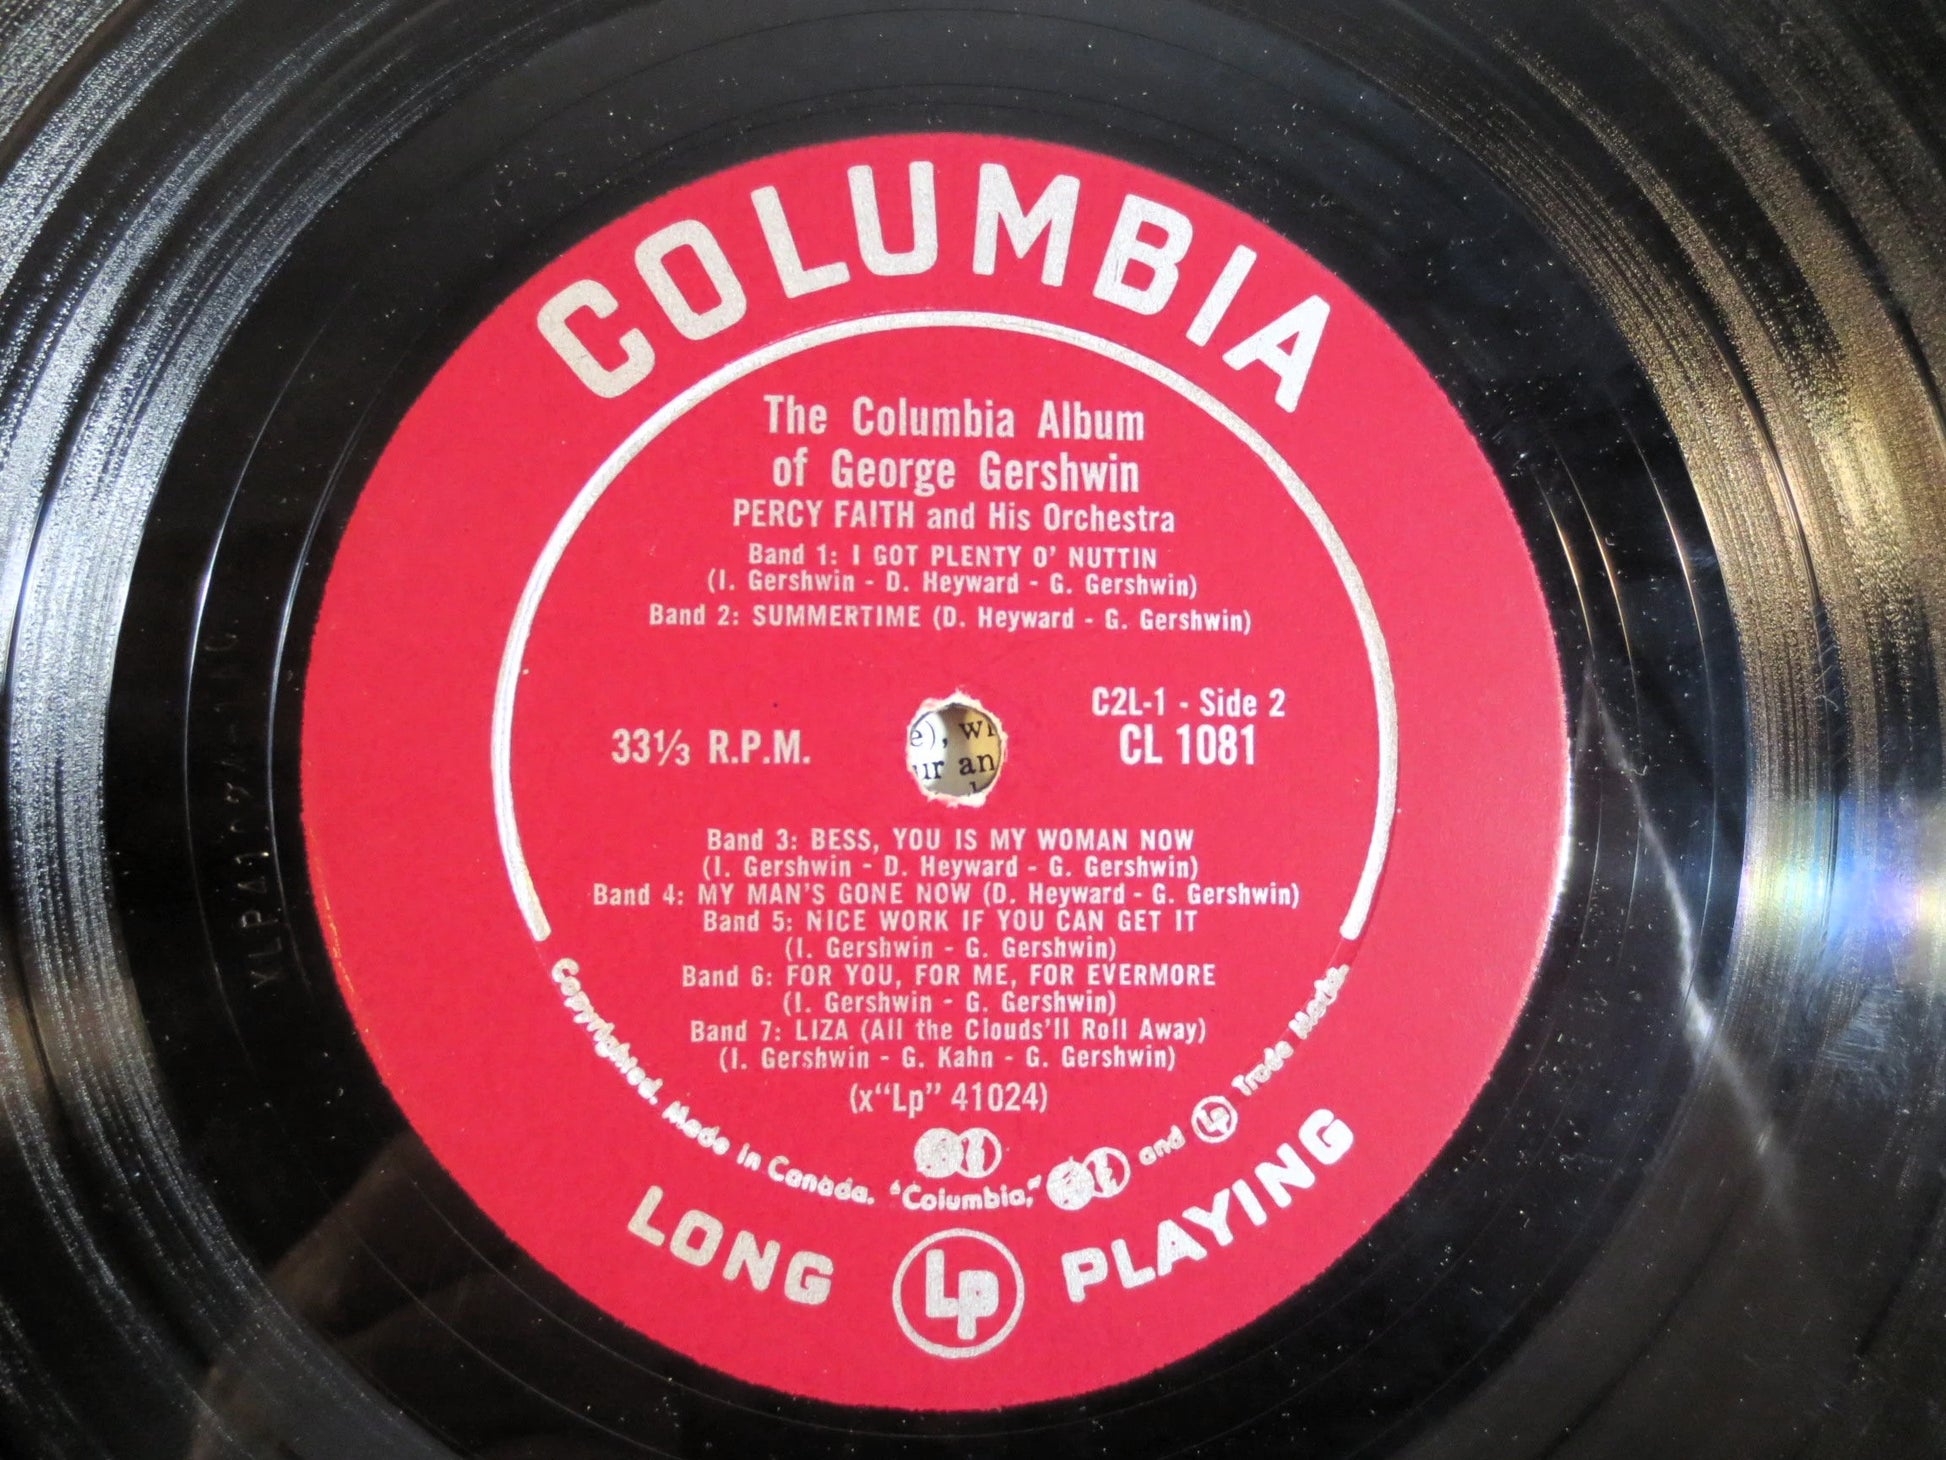 COLUMBIA
The Columbia Album
of George Gershwin
PERCY FAITH and His Orchestra
Band 1: I GOT PLENTY O' NUTTIN
(I. Gershwin - D. Heyward - G. Gershwin)
Band 2: SUMMERTIME (D. Heyward - G. Gershwin)
C2L-1 - Side 2
33⅓ R.P.M.
CL 1081
an
Band 3: BESS, YOU IS MY WOMAN NOW
(I. Gershwin - D. Heyward - G. Gershwin)
Band 4: MY MAN'S GONE NOW (D. Heyward - G. Gershwin)
Band 5: NICE WORK IF YOU CAN GET IT
(I. Gershwin - G. Gershwin)
Band 6: FOR YOU, FOR ME, FOR EVERMORE
(I. Gershwin - G. Gershwin)
Band 7: LIZA (All the Clouds'll Roll Away)
(I. Gershwin - G. Kahn - G. Gershwin)
(x"Lp" 41024)
Copyrighted. Made in Canada. "Columbia," and Lp Trade Marks
LONG Lp PLAYING